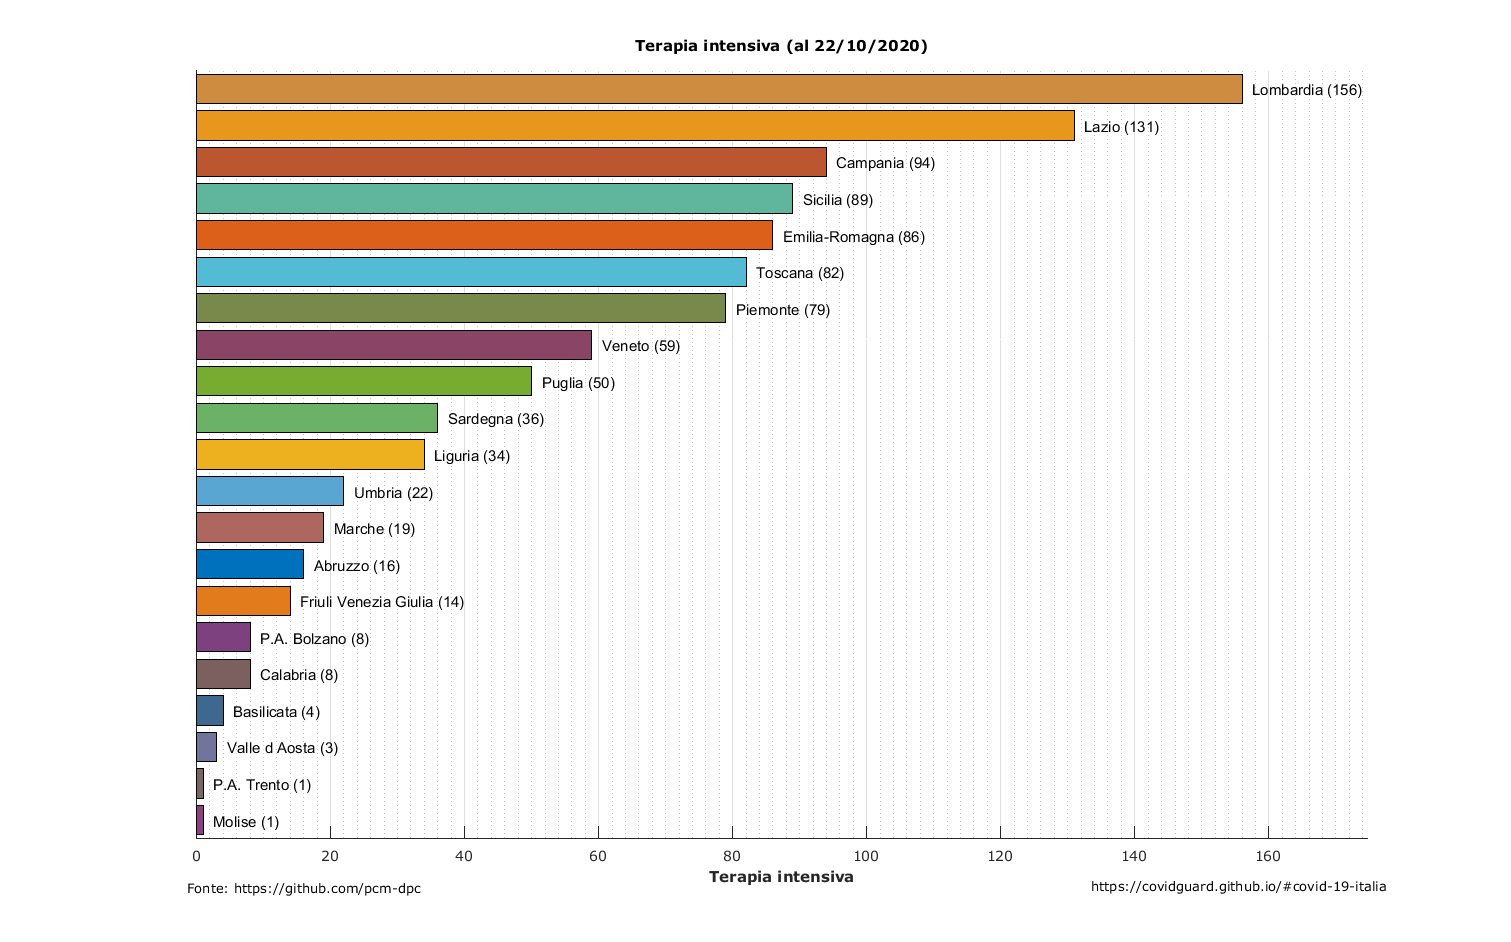 Terapia intensiva (al 22/10/2020)
Lombardia (156)
Lazio (131)
Campania (94)
Sicilia (89)
Emilia-Romagna (86)
Toscana (82)
Piemonte (79)
Veneto (59)
Puglia (50)
Sardegna (36)
Liguria (34)
Umbria (22)
Marche (19)
Abruzzo (16)
Friuli Venezia Giulia (14)
P.A. Bolzano (8)
Calabria (8)
Basilicata (4)
Valle d Aosta (3)
P.A. Trento (1)
Molise (1)
0 20 40 60 80 100 120 140 160
Terapia intensiva
Fonte: https://github.com/pcm-dpc
https://covidguard.github.io/#covid-19-italia